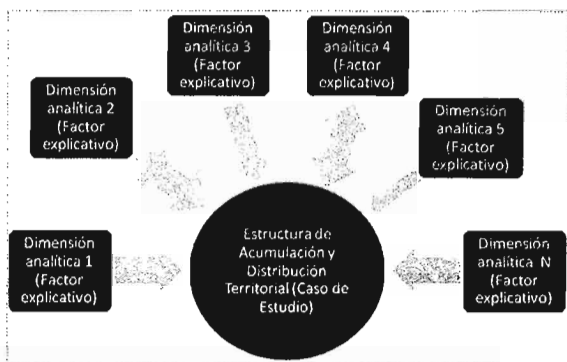 Dimensión
analítica 1
(Factor
explicativo)
Dimensión
analítica 2
(Factor
explicativo)
Dimensión
analítica 3
(Factor
explicativo)
Dimensión
analítica 4
(Factor
explicativo)
Dimensión
analítica 5
(Factor
explicativo)
Dimensión
analítica N
(Factor
explicativo)
Estructura de
Acumulación y
Distribución
Territorial (Caso de
Estudio)